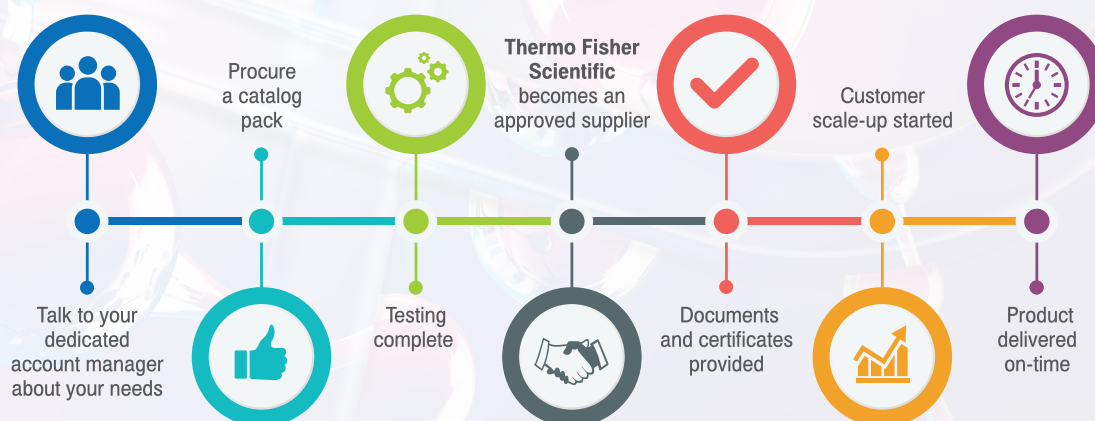 Talk to your
dedicated
account manager
about your needs
Procure
a catalog
pack
Testing
complete
Thermo Fisher
Scientific
becomes an
approved supplier
Documents
and certificates
provided
Customer
scale-up started
Product
delivered
on-time